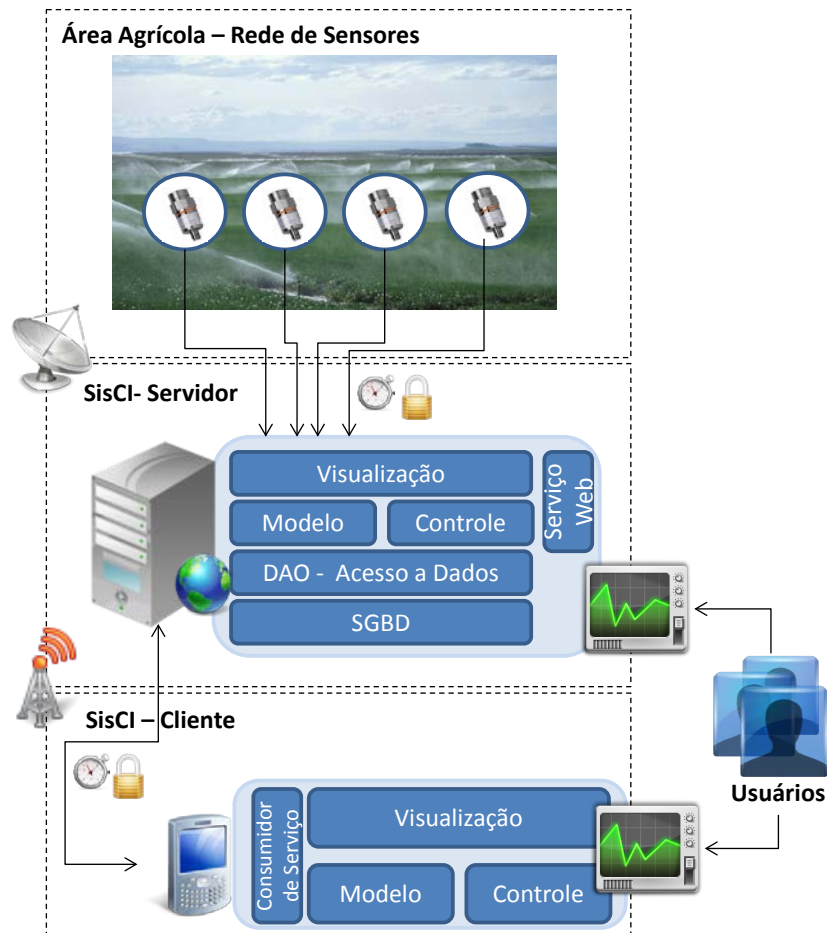 Área Agrícola – Rede de Sensores
SisCI- Servidor
Visualização
Modelo
Controle
Serviço
Web
DAO - Acesso a Dados
SGBD
SisCI – Cliente
Consumidor
de Serviço
Visualização
Modelo
Controle
Usuários